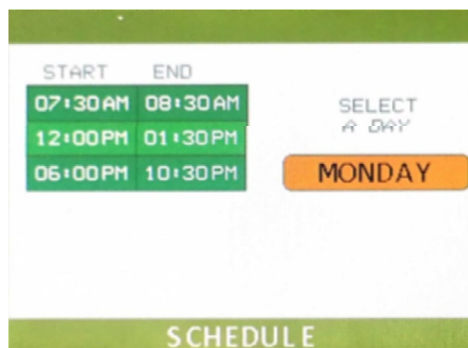 START END
07:30AM 08:30AM
12:00PM 01:30PM
06:00PM 10:30PM
SELECT
A DAY
MONDAY
SCHEDULE